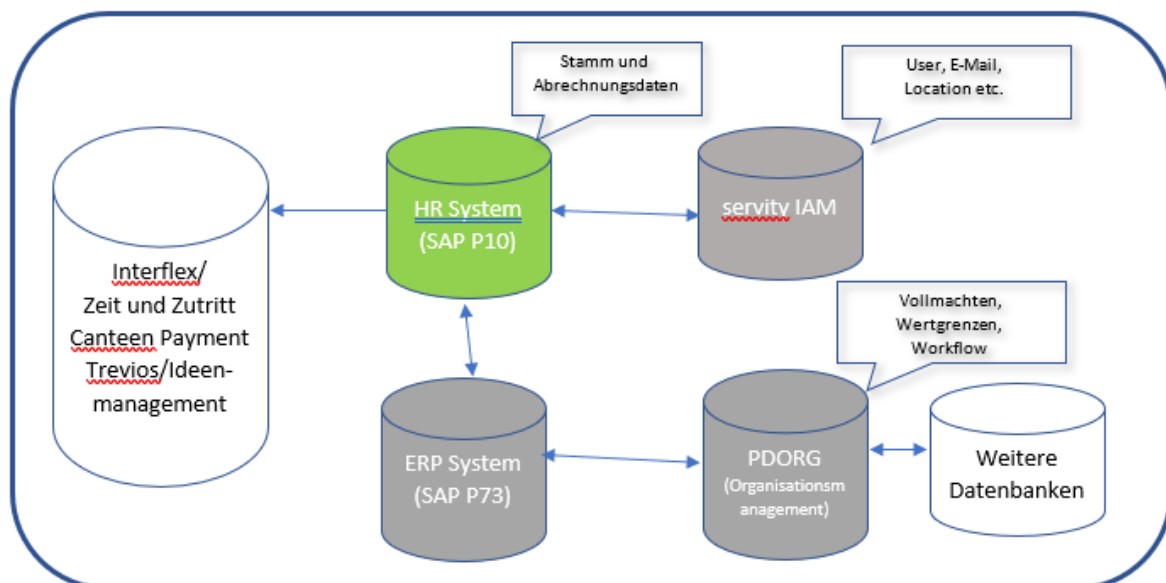 Stamm und
Abrechnungsdaten
User, E-Mail,
Location etc.
HR System
(SAP P10)
servity IAM
Interflex/
Zeit und Zutritt
Canteen Payment
Trevios/Ideen-
management
Vollmachten,
Wertgrenzen,
Workflow
ERP System
(SAP P73)
PDORG
(Organisationsm
anagement)
Weitere
Datenbanken